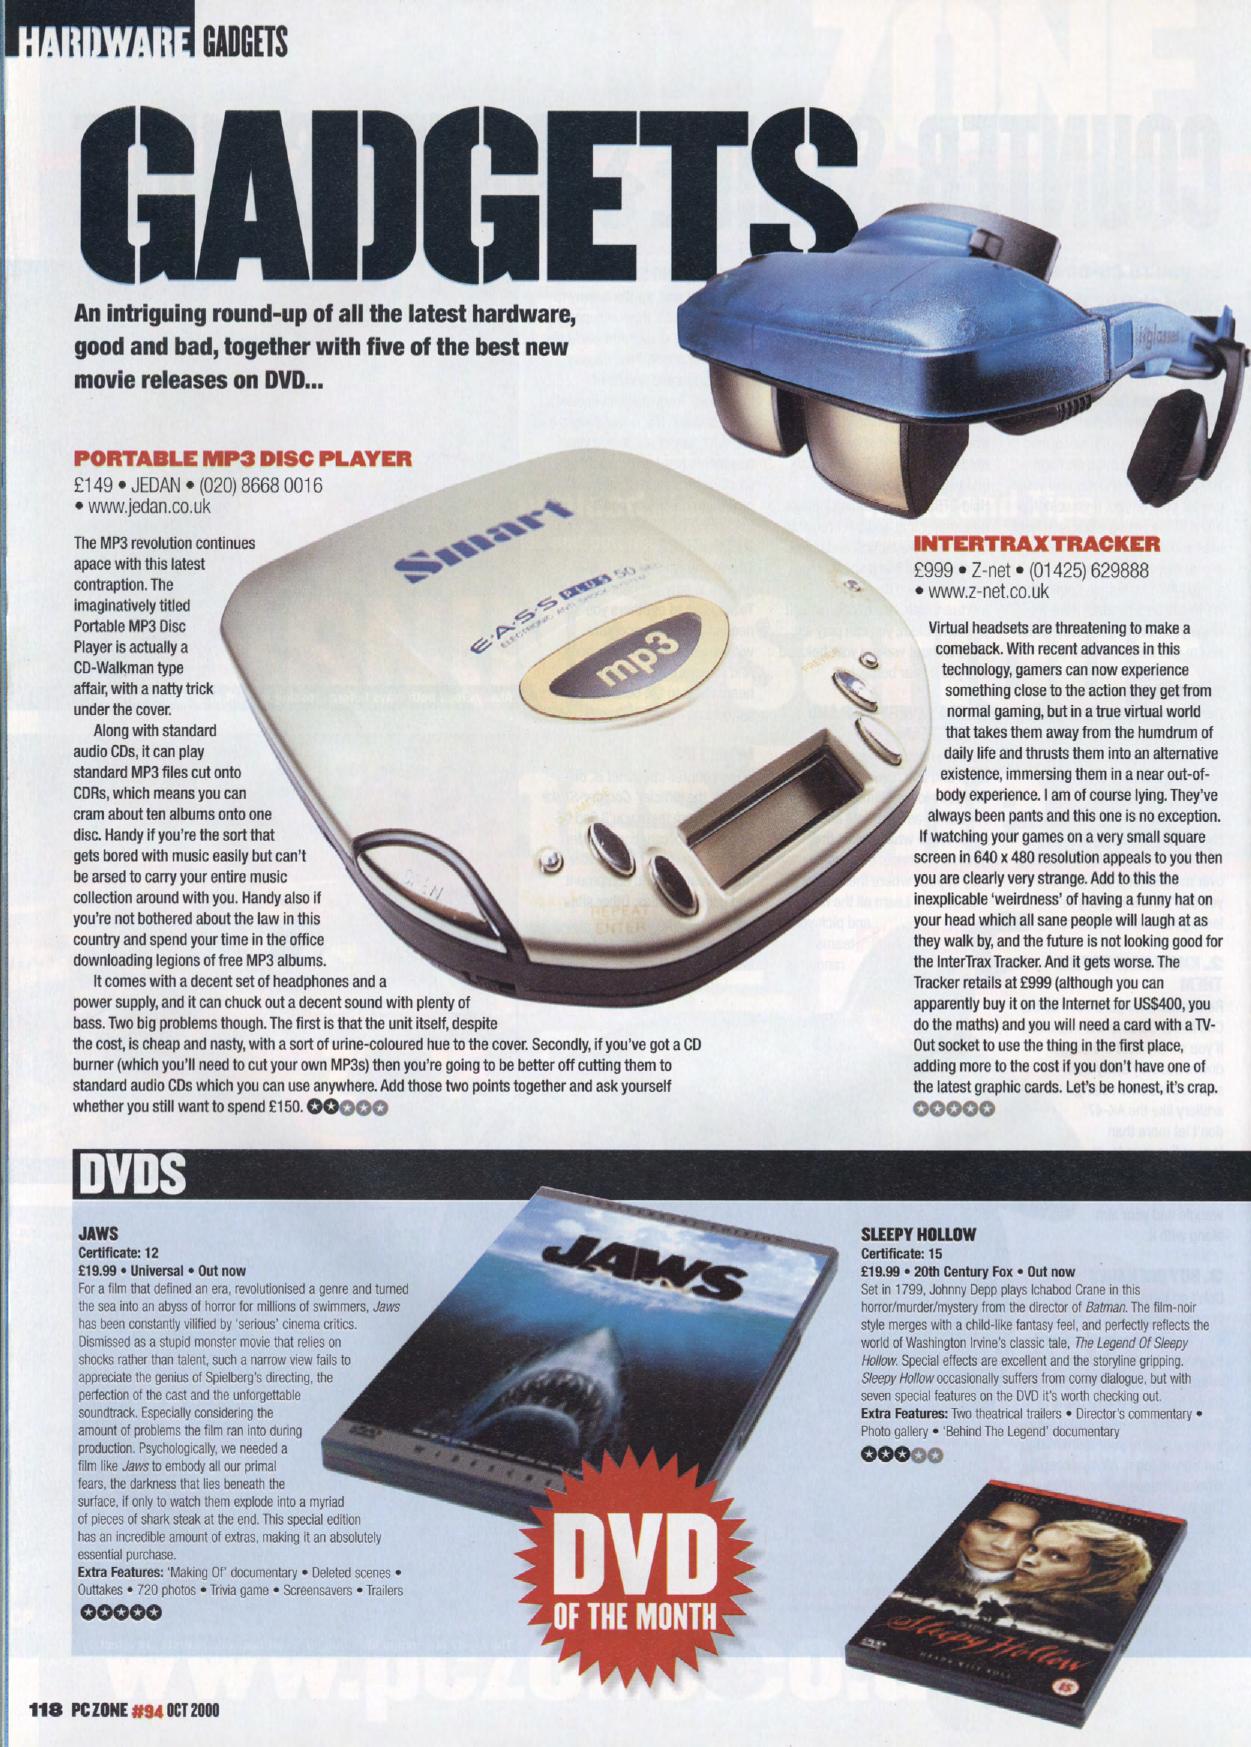 HARDWARE GADGETS
GADGETS
An intriguing round-up of all the latest hardware,
good and bad, together with five of the best new
movie releases on DVD...
PORTABLE MP3 DISC PLAYER
£149 • JEDAN • (020) 8668 0016
• www.jedan.co.uk
The MP3 revolution continues
apace with this latest
contraption. The
imaginatively titled
Portable MP3 Disc
Player is actually a
CD-Walkman type
affair, with a natty trick
under the cover.
Along with standard
audio CDs, it can play
standard MP3 files cut onto
CDRs, which means you can
cram about ten albums onto one
disc. Handy if you're the sort that
gets bored with music easily but can't
be arsed to carry your entire music
collection around with you. Handy also if
you're not bothered about the law in this
country and spend your time in the office
downloading legions of free MP3 albums.
It comes with a decent set of headphones and a
power supply, and it can chuck out a decent sound with plenty of
bass. Two big problems though. The first is that the unit itself, despite
the cost, is cheap and nasty, with a sort of urine-coloured hue to the cover. Secondly, if you've got a CD
burner (which you'll need to cut your own MP3s) then you're going to be better off cutting them to
standard audio CDs which you can use anywhere. Add those two points together and ask yourself
whether you still want to spend £150.
Smart
E·A·S·S PLUS 50 SEC
ELECTRONIC ANTI SHOCK SYSTEM
mp3
OPEN
REPEAT
ENTER
i-glasses
INTERTRAX TRACKER
£999 • Z-net • (01425) 629888
• www.z-net.co.uk
Virtual headsets are threatening to make a
comeback. With recent advances in this
technology, gamers can now experience
something close to the action they get from
normal gaming, but in a true virtual world
that takes them away from the humdrum of
daily life and thrusts them into an alternative
existence, immersing them in a near out-of-
body experience. I am of course lying. They've
always been pants and this one is no exception.
If watching your games on a very small square
screen in 640 x 480 resolution appeals to you then
you are clearly very strange. Add to this the
inexplicable 'weirdness' of having a funny hat on
your head which all sane people will laugh at as
they walk by, and the future is not looking good for
the InterTrax Tracker. And it gets worse. The
Tracker retails at £999 (although you can
apparently buy it on the Internet for US$400, you
do the maths) and you will need a card with a TV-
Out socket to use the thing in the first place,
adding more to the cost if you don't have one of
the latest graphic cards. Let's be honest, it's crap.
DVDS
JAWS
Certificate: 12
£19.99 • Universal • Out now
For a film that defined an era, revolutionised a genre and turned
the sea into an abyss of horror for millions of swimmers, Jaws
has been constantly vilified by 'serious' cinema critics.
Dismissed as a stupid monster movie that relies on
shocks rather than talent, such a narrow view fails to
appreciate the genius of Spielberg's directing, the
perfection of the cast and the unforgettable
soundtrack. Especially considering the
amount of problems the film ran into during
production. Psychologically, we needed a
film like Jaws to embody all our primal
fears, the darkness that lies beneath the
surface, if only to watch them explode into a myriad
of pieces of shark steak at the end. This special edition
has an incredible amount of extras, making it an absolutely
essential purchase.
Extra Features: 'Making Of' documentary • Deleted scenes •
Outtakes • 720 photos • Trivia game • Screensavers • Trailers
ANNIVERSARY EDITION
JAWS
WIDESCREEN
DVD
OF THE MONTH
SLEEPY HOLLOW
Certificate: 15
£19.99 • 20th Century Fox • Out now
Set in 1799, Johnny Depp plays Ichabod Crane in this
horror/murder/mystery from the director of Batman. The film-noir
style merges with a child-like fantasy feel, and perfectly reflects the
world of Washington Irvine's classic tale, The Legend Of Sleepy
Hollow. Special effects are excellent and the storyline gripping.
Sleepy Hollow occasionally suffers from corny dialogue, but with
seven special features on the DVD it's worth checking out.
Extra Features: Two theatrical trailers • Director's commentary •
Photo gallery • 'Behind The Legend' documentary
Sleepy Hollow
HEADS WILL ROLL
15
118 PC ZONE #94 OCT 2000